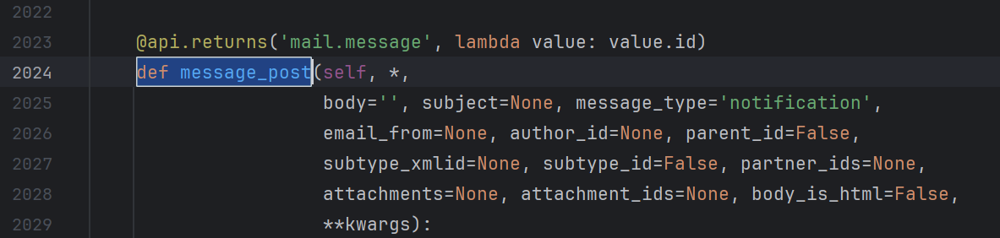 2022
2023 @api.returns('mail.message', lambda value: value.id)
2024 def message_post(self, *,
2025 body='', subject=None, message_type='notification',
2026 email_from=None, author_id=None, parent_id=False,
2027 subtype_xmlid=None, subtype_id=False, partner_ids=None,
2028 attachments=None, attachment_ids=None, body_is_html=False,
2029 **kwargs):